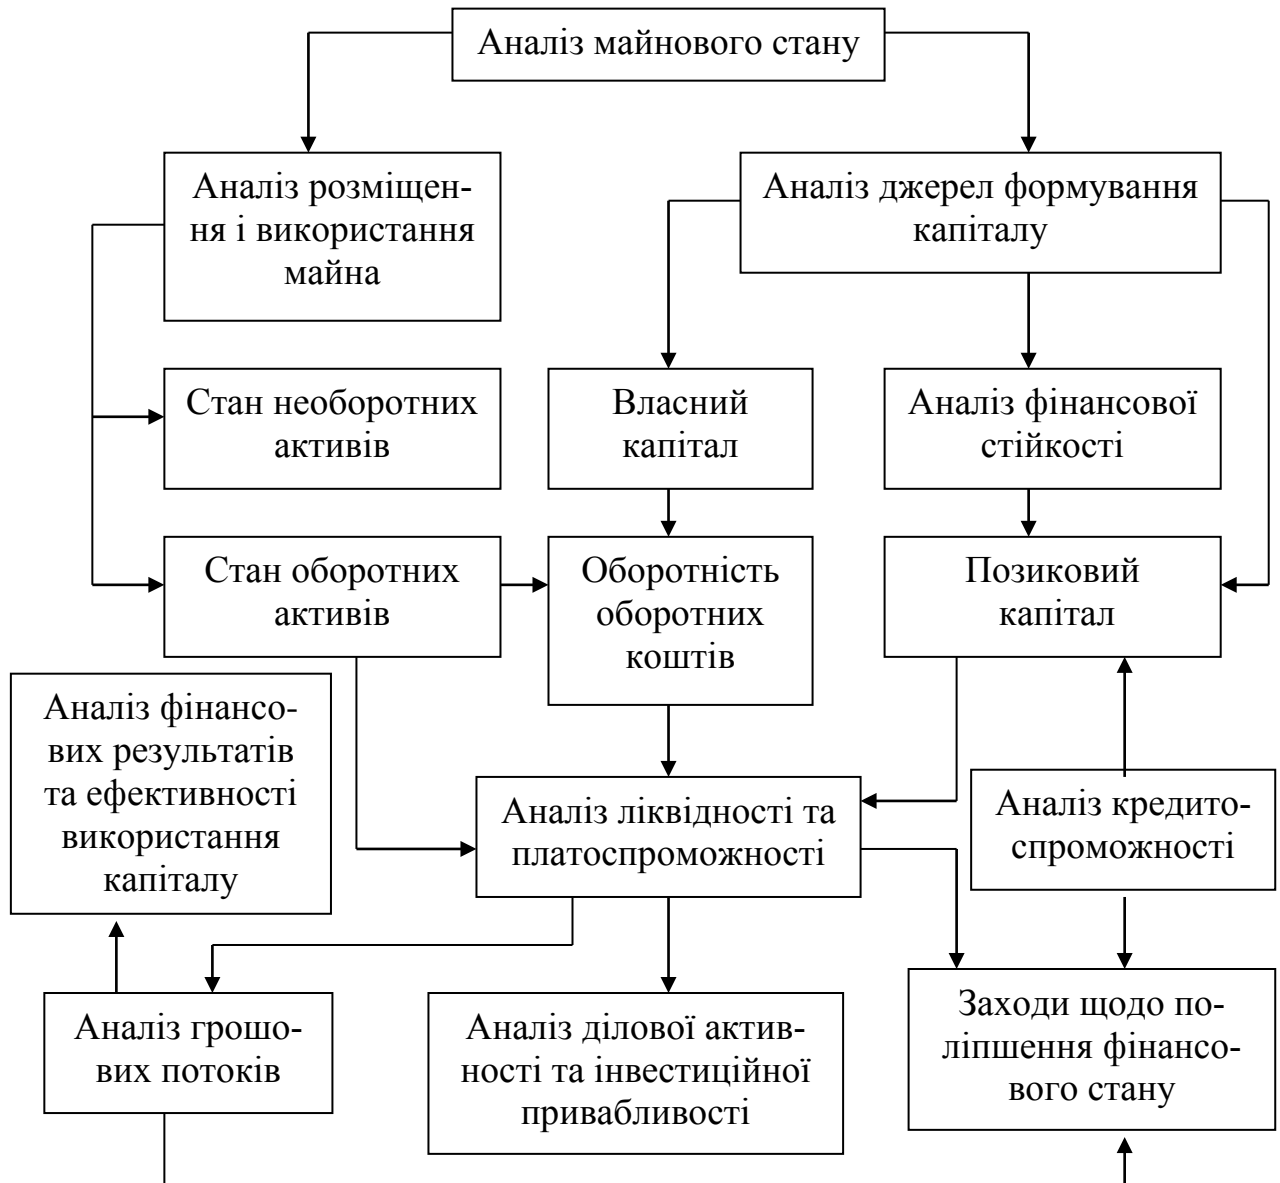 Аналіз майнового стану
Аналіз розміщен-
ня і використання
майна
Аналіз джерел формування
капіталу
Стан необоротних
активів
Власний
капітал
Аналіз фінансової
стійкості
Стан оборотних
активів
Оборотність
оборотних
коштів
Позиковий
капітал
Аналіз фінансо-
вих результатів
та ефективності
використання
капіталу
Аналіз ліквідності та
платоспроможності
Аналіз кредито-
спроможності
Аналіз грошо-
вих потоків
Аналіз ділової актив-
ності та інвестиційної
привабливості
Заходи щодо по-
ліпшення фінансо-
вого стану